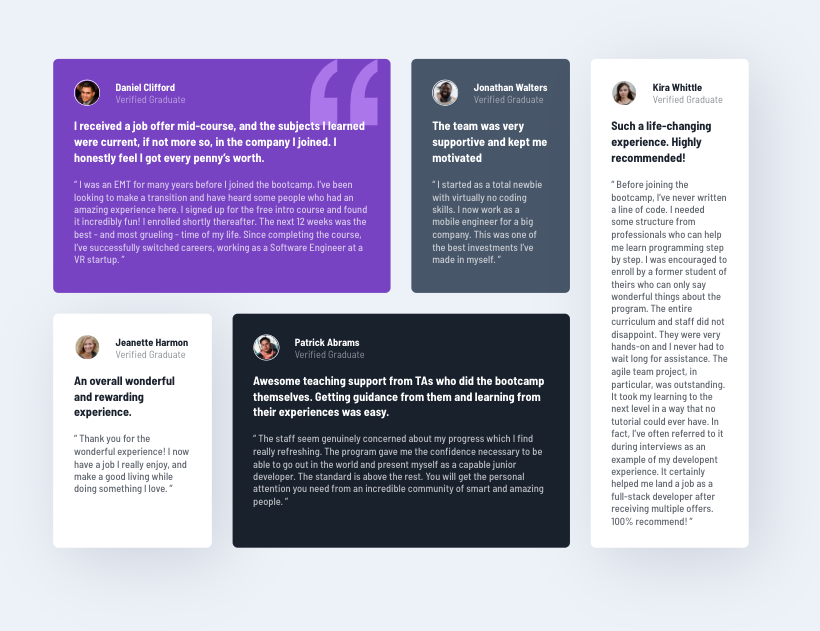 Daniel Clifford
Verified Graduate
I received a job offer mid-course, and the subjects I learned
were current, if not more so, in the company I joined. I
honestly feel I got every penny’s worth.
“ I was an EMT for many years before I joined the bootcamp. I’ve been
looking to make a transition and have heard some people who had an
amazing experience here. I signed up for the free intro course and found
it incredibly fun! I enrolled shortly thereafter. The next 12 weeks was the
best - and most grueling - time of my life. Since completing the course,
I’ve successfully switched careers, working as a Software Engineer at a
VR startup. ”
Jonathan Walters
Verified Graduate
The team was very
supportive and kept me
motivated
“ I started as a total newbie
with virtually no coding
skills. I now work as a
mobile engineer for a big
company. This was one of
the best investments I’ve
made in myself. ”
Kira Whittle
Verified Graduate
Such a life-changing
experience. Highly
recommended!
“ Before joining the
bootcamp, I’ve never written
a line of code. I needed
some structure from
professionals who can help
me learn programming step
by step. I was encouraged to
enroll by a former student of
theirs who can only say
wonderful things about the
program. The entire
curriculum and staff did not
disappoint. They were very
hands-on and I never had to
wait long for assistance. The
agile team project, in
particular, was outstanding.
It took my learning to the
next level in a way that no
tutorial could ever have. In
fact, I’ve often referred to it
during interviews as an
example of my developent
experience. It certainly
helped me land a job as a
full-stack developer after
receiving multiple offers.
100% recommend! ”
Jeanette Harmon
Verified Graduate
An overall wonderful
and rewarding
experience.
“ Thank you for the
wonderful experience! I now
have a job I really enjoy, and
make a good living while
doing something I love. ”
Patrick Abrams
Verified Graduate
Awesome teaching support from TAs who did the bootcamp
themselves. Getting guidance from them and learning from
their experiences was easy.
“ The staff seem genuinely concerned about my progress which I find
really refreshing. The program gave me the confidence necessary to be
able to go out in the world and present myself as a capable junior
developer. The standard is above the rest. You will get the personal
attention you need from an incredible community of smart and amazing
people. ”